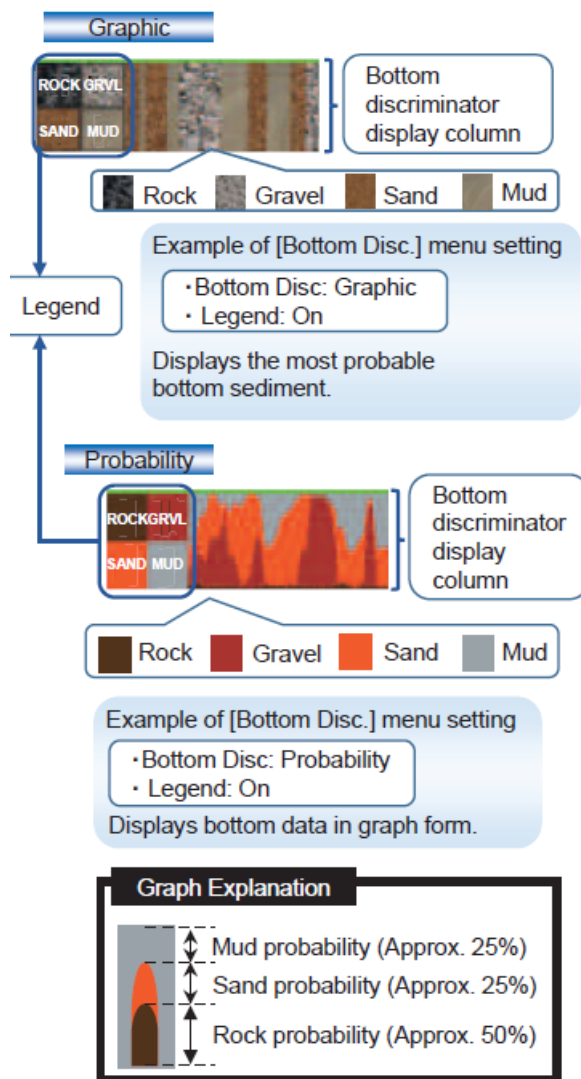 Graphic
ROCK GRVL
SAND MUD
Bottom
discriminator
display column
Rock Gravel Sand Mud
Example of [Bottom Disc.] menu setting
・Bottom Disc: Graphic
・ Legend: On
Displays the most probable
bottom sediment.
Legend
Probability
ROCK GRVL
SAND MUD
Bottom
discriminator
display
column
Rock Gravel Sand Mud
Example of [Bottom Disc.] menu setting
・Bottom Disc: Probability
・ Legend: On
Displays bottom data in graph form.
Graph Explanation
Mud probability (Approx. 25%)
Sand probability (Approx. 25%)
Rock probability (Approx. 50%)